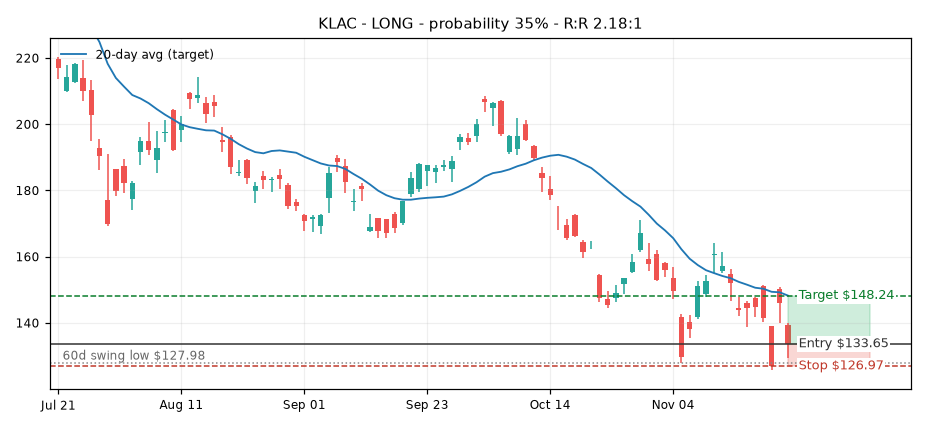 KLAC - LONG - probability 35% - R:R 2.18:1
20-day avg (target)
220
200
180
160
140
Target $148.24
Entry $133.65
60d swing low $127.98
Stop $126.97
Jul 21
Aug 11
Sep 01
Sep 23
Oct 14
Nov 04